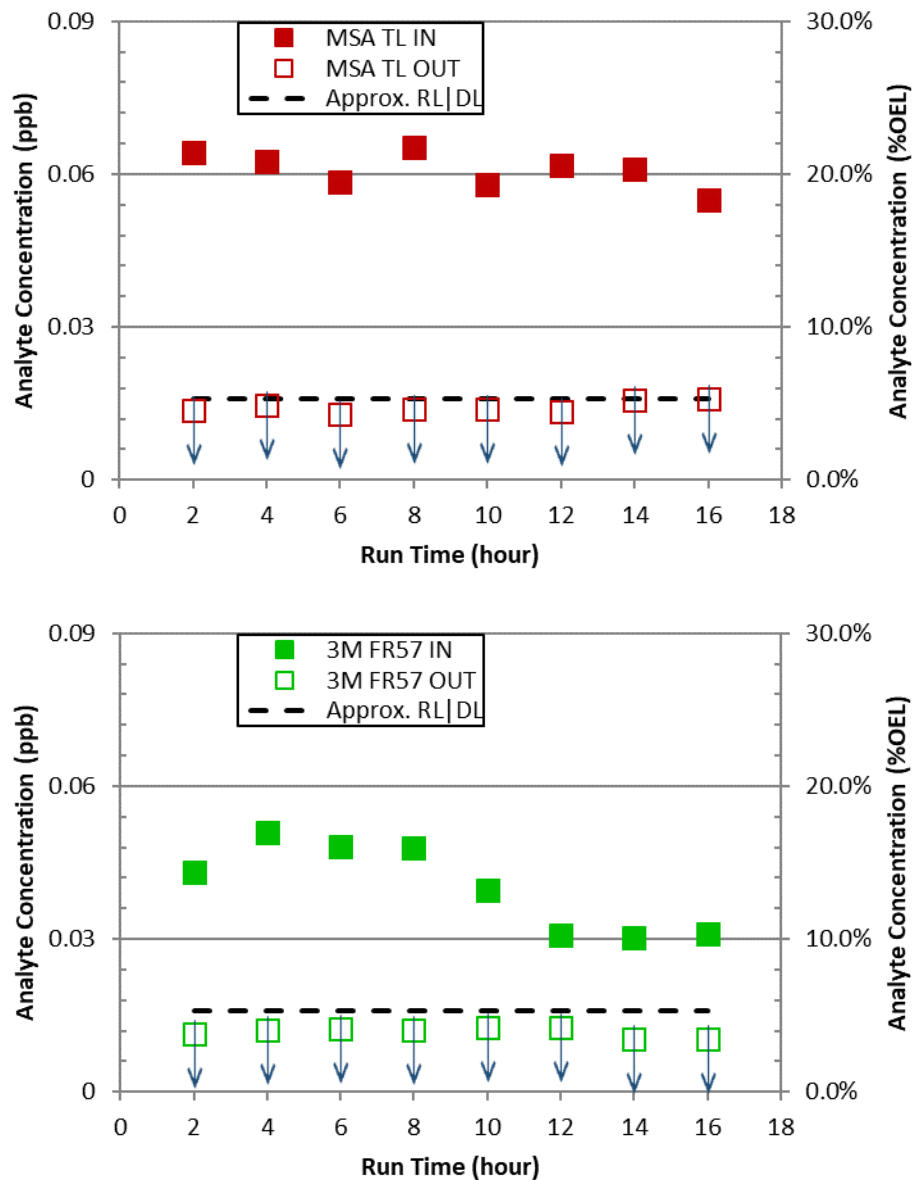 0.09
0.06
0.03
0
Analyte Concentration (ppb)
MSA TL IN
MSA TL OUT
Approx. RL|DL
30.0%
20.0%
10.0%
0.0%
Analyte Concentration (%OEL)
0 2 4 6 8 10 12 14 16 18
Run Time (hour)
0.09
0.06
0.03
0
Analyte Concentration (ppb)
3M FR57 IN
3M FR57 OUT
Approx. RL|DL
30.0%
20.0%
10.0%
0.0%
Analyte Concentration (%OEL)
0 2 4 6 8 10 12 14 16 18
Run Time (hour)